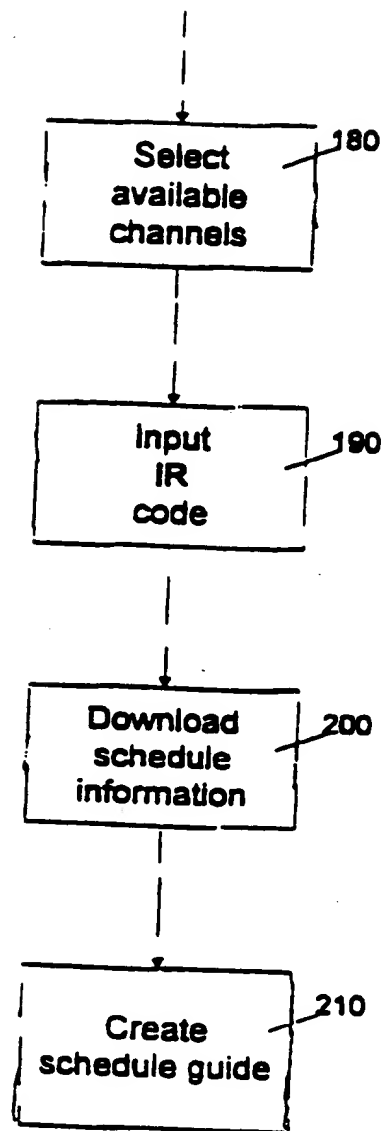 Select
available
channels
180
Input
IR
code
190
Download
schedule
information
200
Create
schedule guide
210